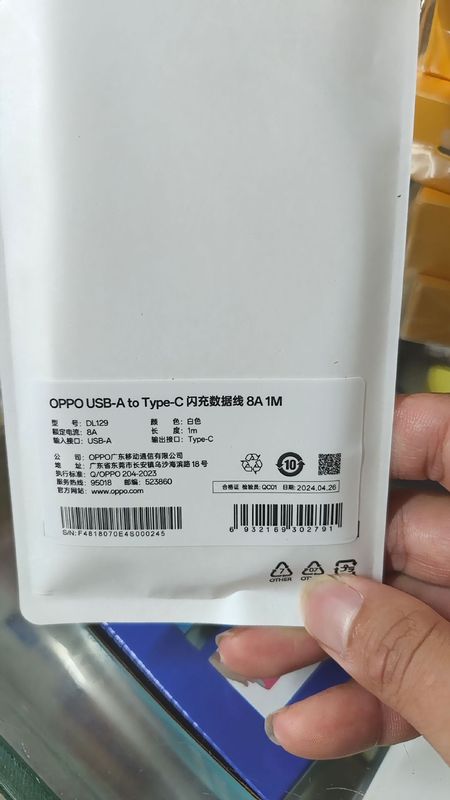 OPPO USB-A to Type-C 闪充数据线 8A 1M
型 号: DL129 颜 色: 白色
额定电流: 8A 长 度: 1m
输入接口: USB-A 输出接口: Type-C
公 司: OPPO广东移动通信有限公司
地 址: 广东省东莞市长安镇乌沙海滨路 18 号
执行标准: Q/OPPO 204-2023
服务热线: 95018 邮编: 523860
官方网站: www.oppo.com
10
合格证 检验员: QC01 日期: 2024.04.26
S/N: F4818070E4S000245
6 932169 302791
7 07
OTHER